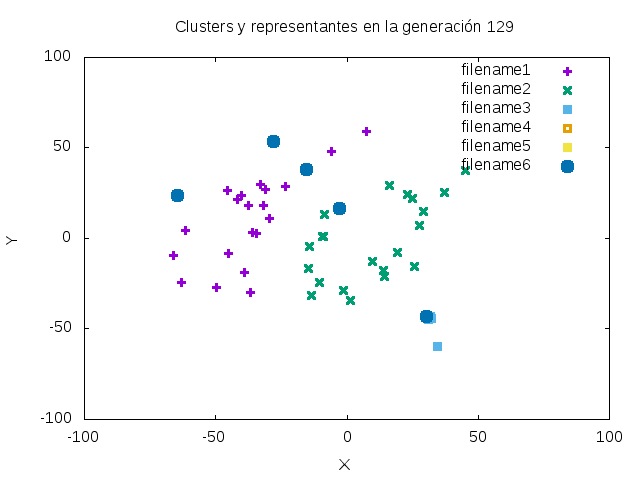 Clusters y representantes en la generación 129
100
50
0
-50
-100
-100
-50
0
50
100
Y
X
filename1
filename2
filename3
filename4
filename5
filename6